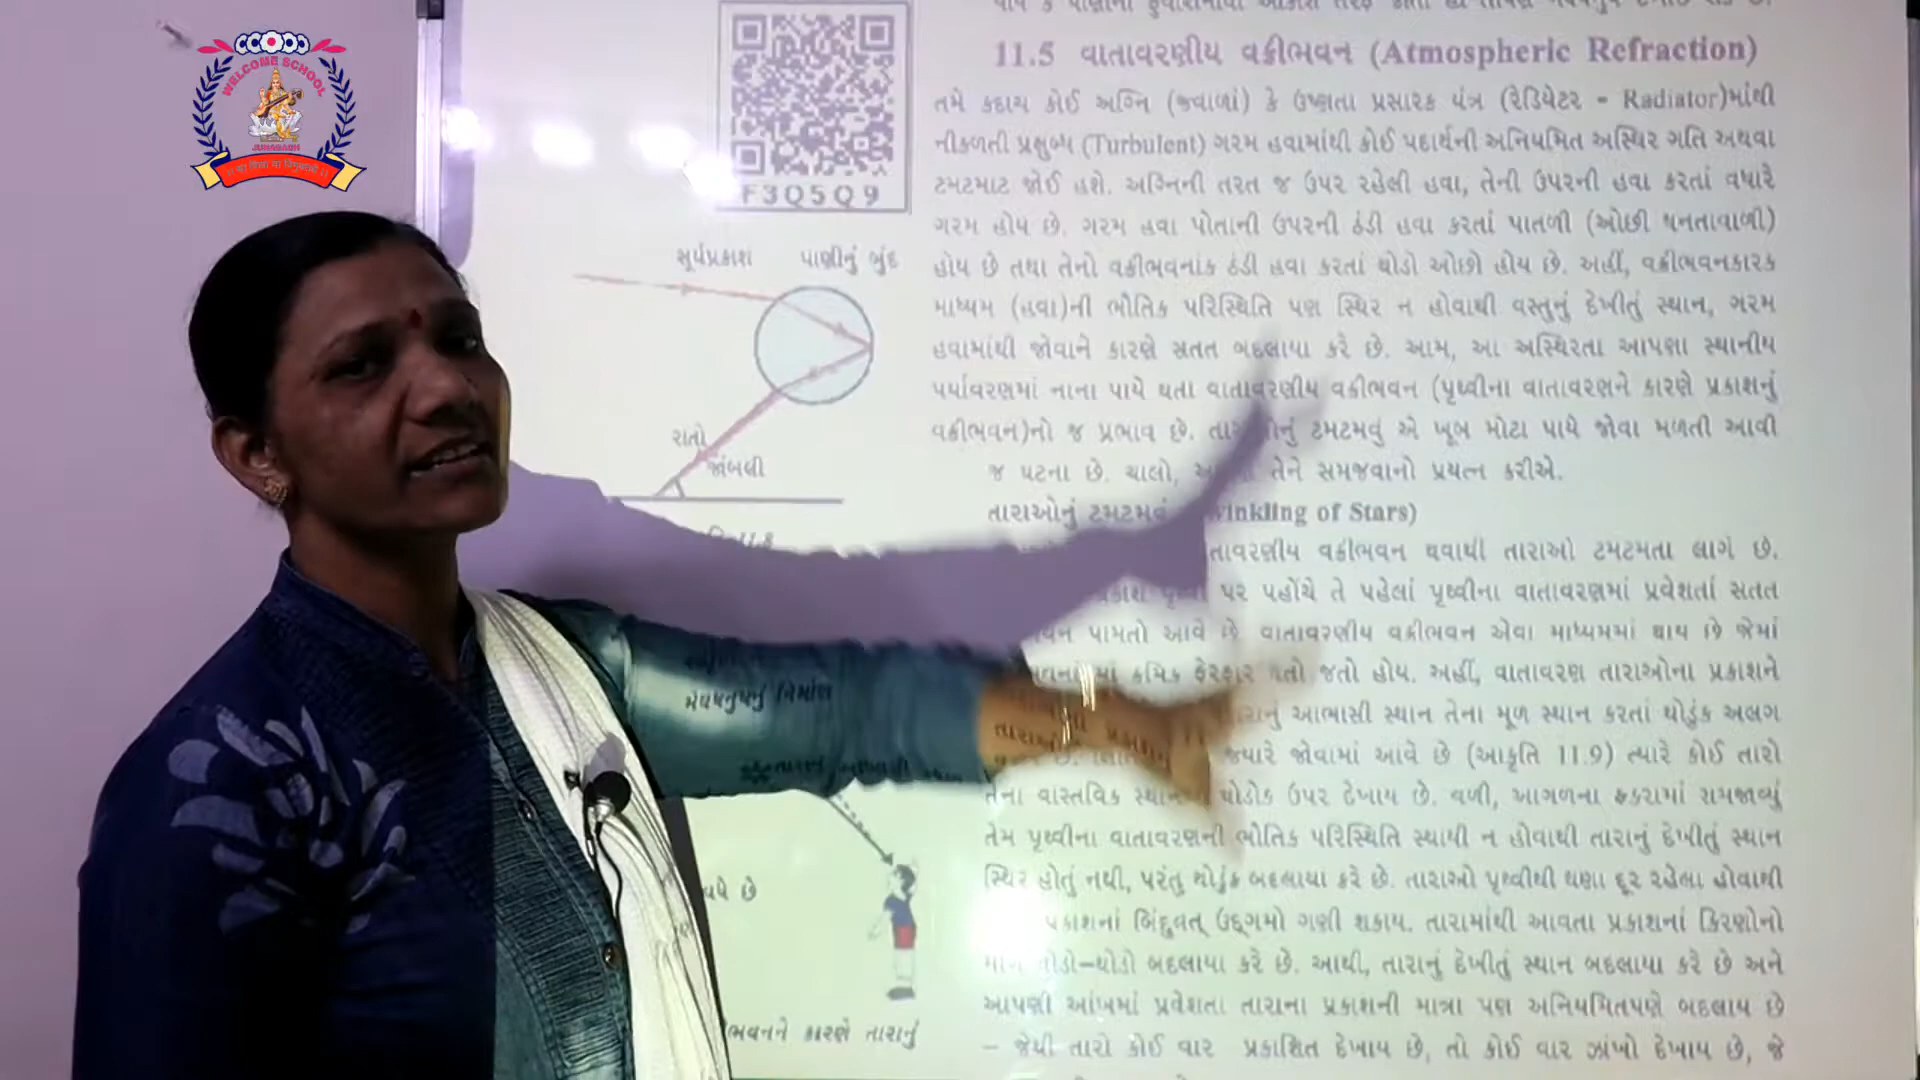 WELCOME SCHOOL
JUNAGADH
F3Q5Q9
સૂર્યપ્રકાશ પાણીનું બુંદ
રાતો
જાંબલી
મેઘધનુષનું નિર્માણ
ભવનને કારણે તારાનું
11.5 વાતાવરણીય વક્રીભવન (Atmospheric Refraction)
તમે કદાચ કોઈ અગ્નિ (જ્વાળાં) કે ઉષ્ણતા પ્રસારક યંત્ર (રેડિયેટર - Radiator)માંથી
નીકળતી પ્રક્ષુબ્ધ (Turbulent) ગરમ હવામાંથી કોઈ પદાર્થની અનિયમિત અસ્થિર ગતિ અથવા
ટમટમાટ જોઈ હશે. અગ્નિની તરત જ ઉપર રહેલી હવા, તેની ઉપરની હવા કરતાં વધારે
ગરમ હોય છે. ગરમ હવા પોતાની ઉપરની ઠંડી હવા કરતાં પાતળી (ઓછી ઘનતાવાળી)
હોય છે તથા તેનો વક્રીભવનાંક ઠંડી હવા કરતાં થોડો ઓછો હોય છે. અહીં, વક્રીભવનકારક
માધ્યમ (હવા)ની ભૌતિક પરિસ્થિતિ પણ સ્થિર ન હોવાથી વસ્તુનું દેખીતું સ્થાન, ગરમ
હવામાંથી જોવાને કારણે સતત બદલાયા કરે છે. આમ, આ અસ્થિરતા આપણા સ્થાનીય
પર્યાવરણમાં નાના પાયે થતા વાતાવરણીય વક્રીભવન (પૃથ્વીના વાતાવરણને કારણે પ્રકાશનું
વક્રીભવન)નો જ પ્રભાવ છે. ટમટમવું એ ખૂબ મોટા પાયે જોવા મળતી આવી
જ ઘટના છે. ચાલો, તેને સમજવાનો પ્રયત્ન કરીએ.
તારાઓનું ટમટમવું of Stars)
વક્રીભવન થવાથી તારાઓ ટમટમતા લાગે છે.
પર પહોંચે તે પહેલાં પૃથ્વીના વાતાવરણમાં પ્રવેશતાં સતત
પામતો આવે છે વાતાવરણીય વક્રીભવન એવા માધ્યમમાં થાય છે જેમાં
ક્રમિક ફેરફાર થતો જતો હોય. અહીં, વાતાવરણ તારાઓના પ્રકાશને
આભાસી સ્થાન તેના મૂળ સ્થાન કરતાં થોડુંક અલગ
જ્યારે જોવામાં આવે છે (આકૃતિ 11.9) ત્યારે કોઈ તારો
તેના વાસ્તવિક થોડોક ઉપર દેખાય છે. વળી, આગળના ફકરામાં સમજાવ્યું
તેમ પૃથ્વીના વાતાવરણની ભૌતિક પરિસ્થિતિ સ્થાયી ન હોવાથી તારાનું દેખીતું સ્થાન
સ્થિર હોતું નથી, પરંતુ થોડુંક બદલાયા કરે છે. તારાઓ પૃથ્વીથી ઘણા દૂર રહેલા હોવાથી
પ્રકાશનાં બિંદુવત્ ઉદ્ગમો ગણી શકાય. તારામાંથી આવતા પ્રકાશનાં કિરણોનો
થોડો-થોડો બદલાયા કરે છે. આથી, તારાનું દેખીતું સ્થાન બદલાયા કરે છે અને
આપણી આંખમાં પ્રવેશતા તારાના પ્રકાશની માત્રા પણ અનિયમિતપણે બદલાય છે
- જેથી તારો કોઈ વાર પ્રકાશિત દેખાય છે, તો કોઈ વાર ઝાંખો દેખાય છે, જે